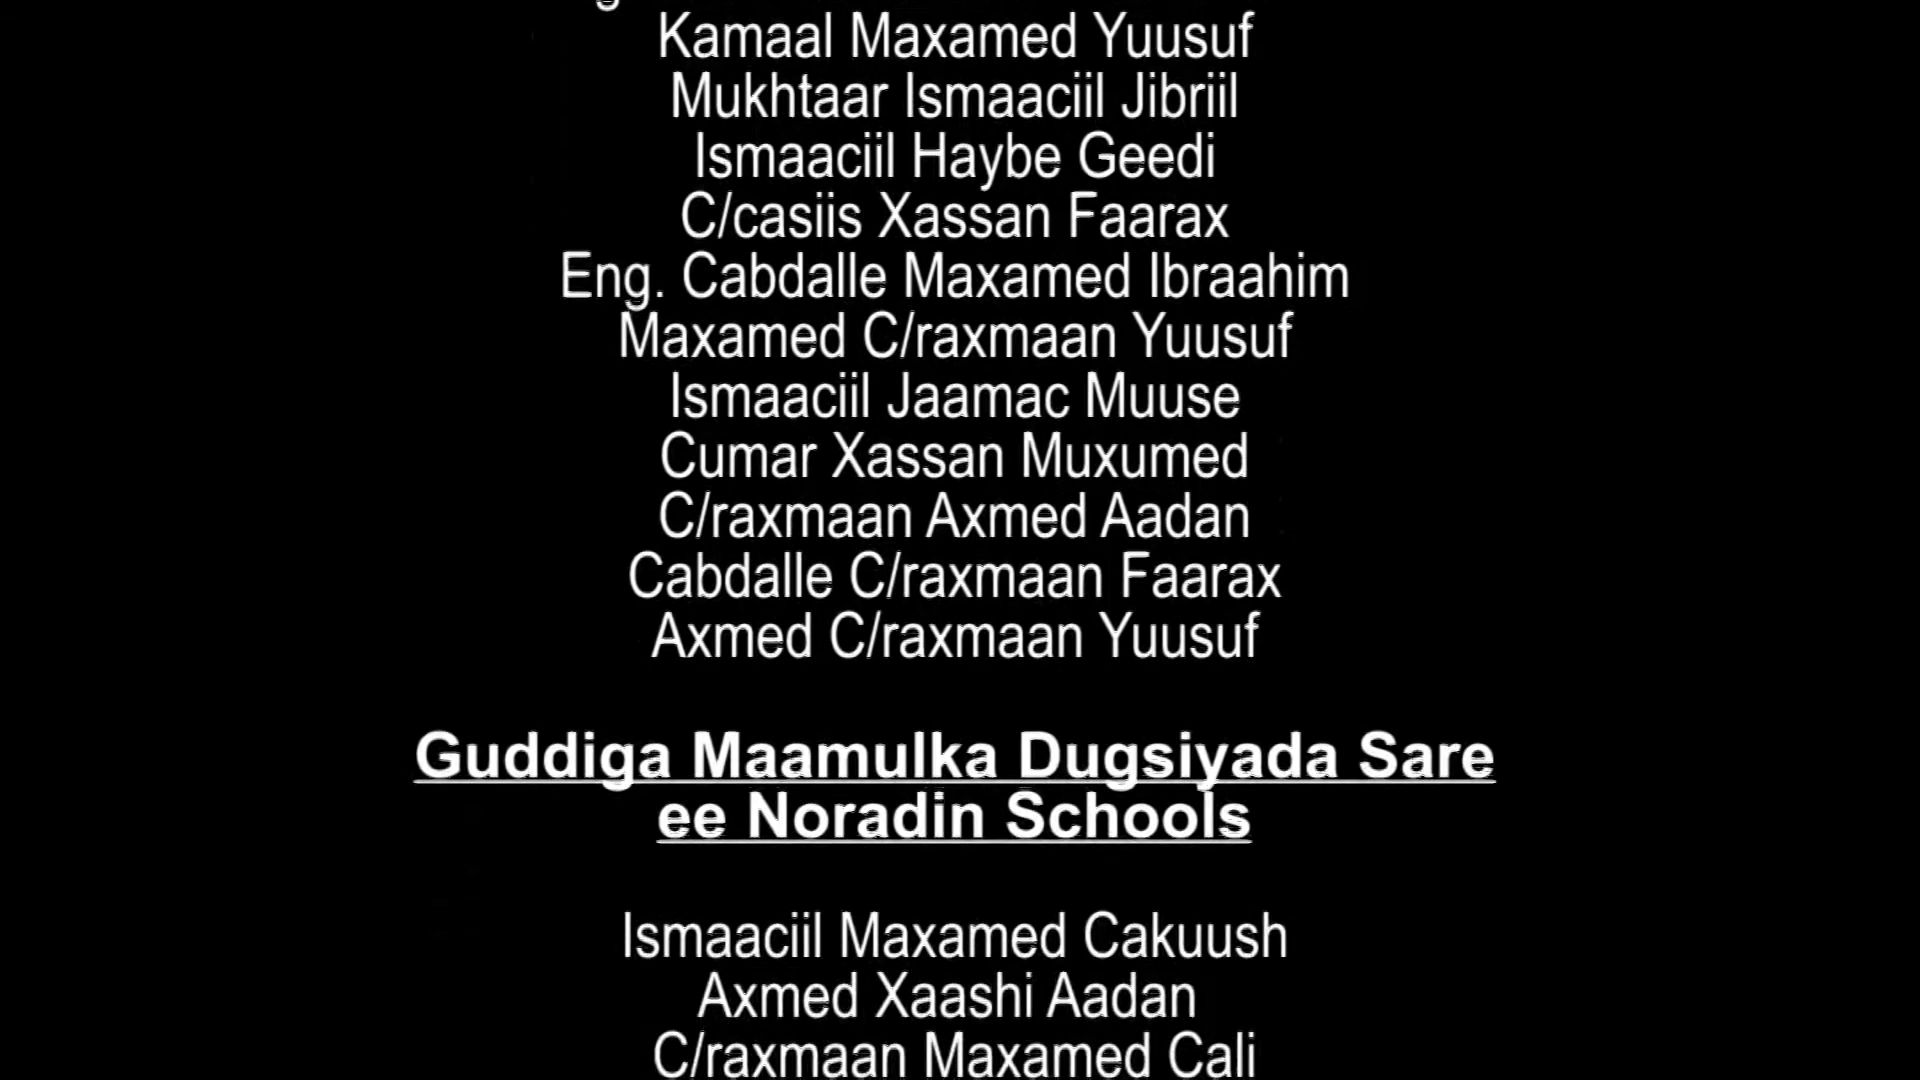 Kamaal Maxamed Yuusuf
Mukhtaar Ismaaciil Jibriil
Ismaaciil Haybe Geedi
C/casiis Xassan Faarax
Eng. Cabdalle Maxamed Ibraahim
Maxamed C/raxmaan Yuusuf
Ismaaciil Jaamac Muuse
Cumar Xassan Muxumed
C/raxmaan Axmed Aadan
Cabdalle C/raxmaan Faarax
Axmed C/raxmaan Yuusuf
Guddiga Maamulka Dugsiyada Sare
ee Noradin Schools
Ismaaciil Maxamed Cakuush
Axmed Xaashi Aadan
C/raxmaan Maxamed Cali